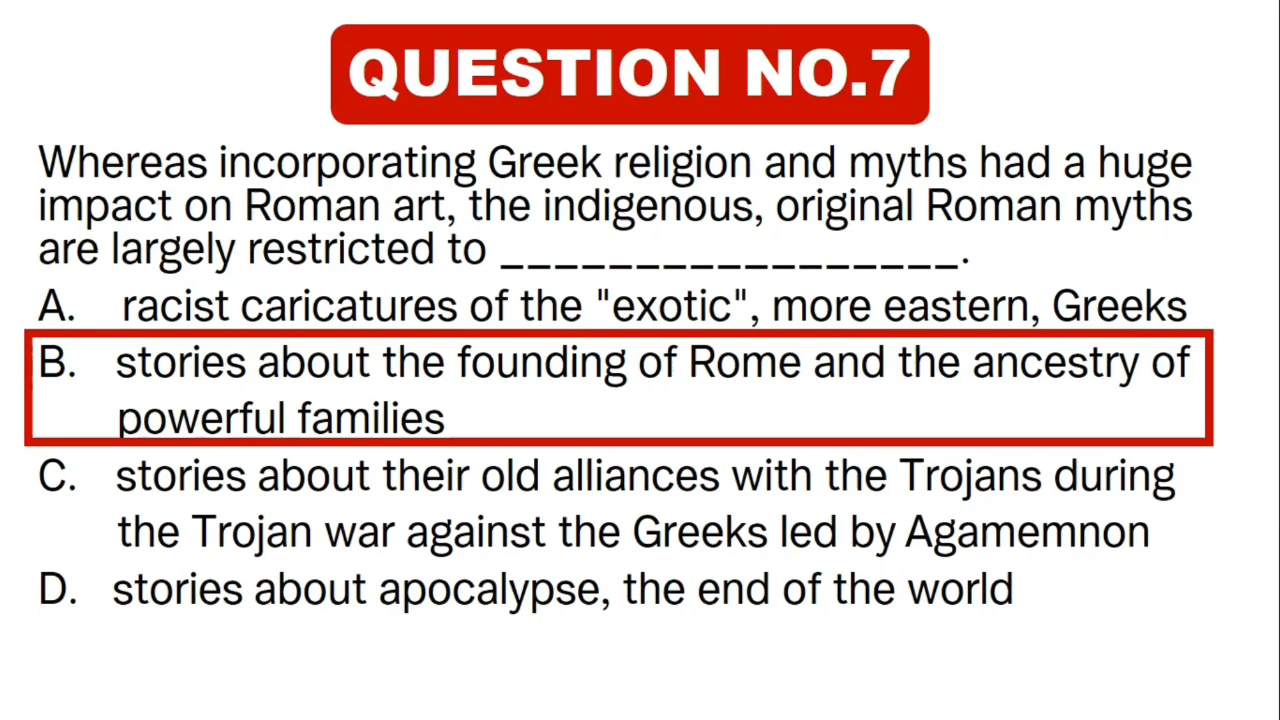 QUESTION NO.7
Whereas incorporating Greek religion and myths had a huge
impact on Roman art, the indigenous, original Roman myths
are largely restricted to _________________.
A. racist caricatures of the "exotic", more eastern, Greeks
B. stories about the founding of Rome and the ancestry of
powerful families
C. stories about their old alliances with the Trojans during
the Trojan war against the Greeks led by Agamemnon
D. stories about apocalypse, the end of the world